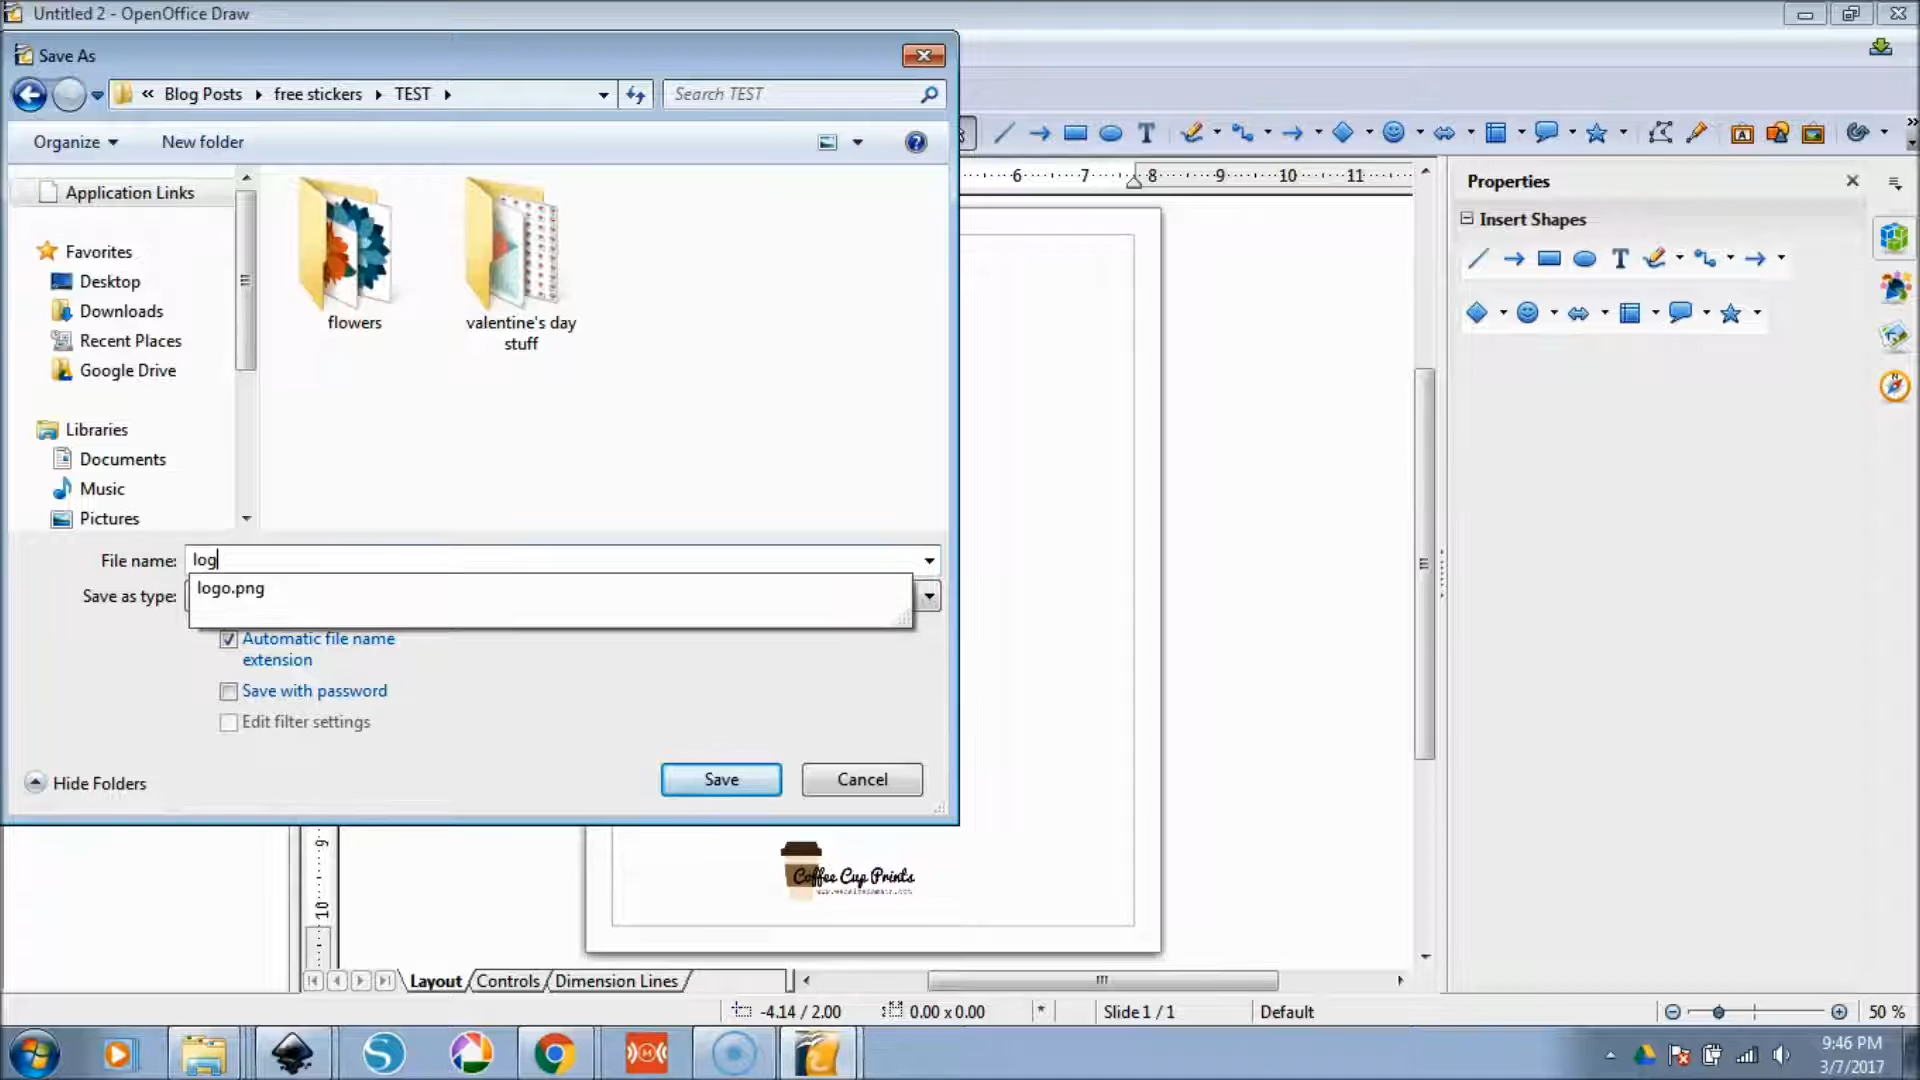 Untitled 2 - OpenOffice Draw
Save As
« Blog Posts free stickers TEST
Search TEST
Organize New folder
Application Links
Favorites
Desktop
Downloads
Recent Places
Google Drive
Libraries
Documents
Music
Pictures
flowers
valentine's day
stuff
File name: log
logo.png
Save as type:
Automatic file name
extension
Save with password
Edit filter settings
Hide Folders
Save Cancel
6 7 8 9 10 11
Properties
Insert Shapes
9
10
Coffee Cup Prints
Layout Controls Dimension Lines
-4.14 / 2.00 0.00 x 0.00 * Slide 1 / 1 Default 50 %
9:46 PM
3/7/2017